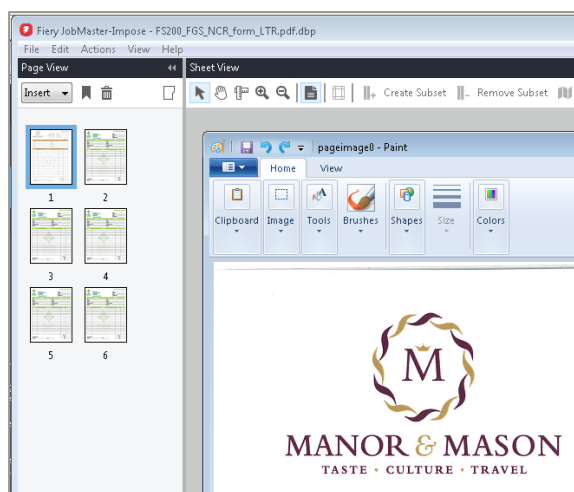 Fiery JobMaster-Impose - FS200_FGS_NCR_form_LTR.pdf.dbp
File Edit Actions View Help
Page View
Sheet View
Insert
Create Subset Remove Subset
1 2
3 4
5 6
pageimage0 - Paint
Home View
Clipboard Image Tools Brushes Shapes Size Colors
M
MANOR & MASON
TASTE • CULTURE • TRAVEL